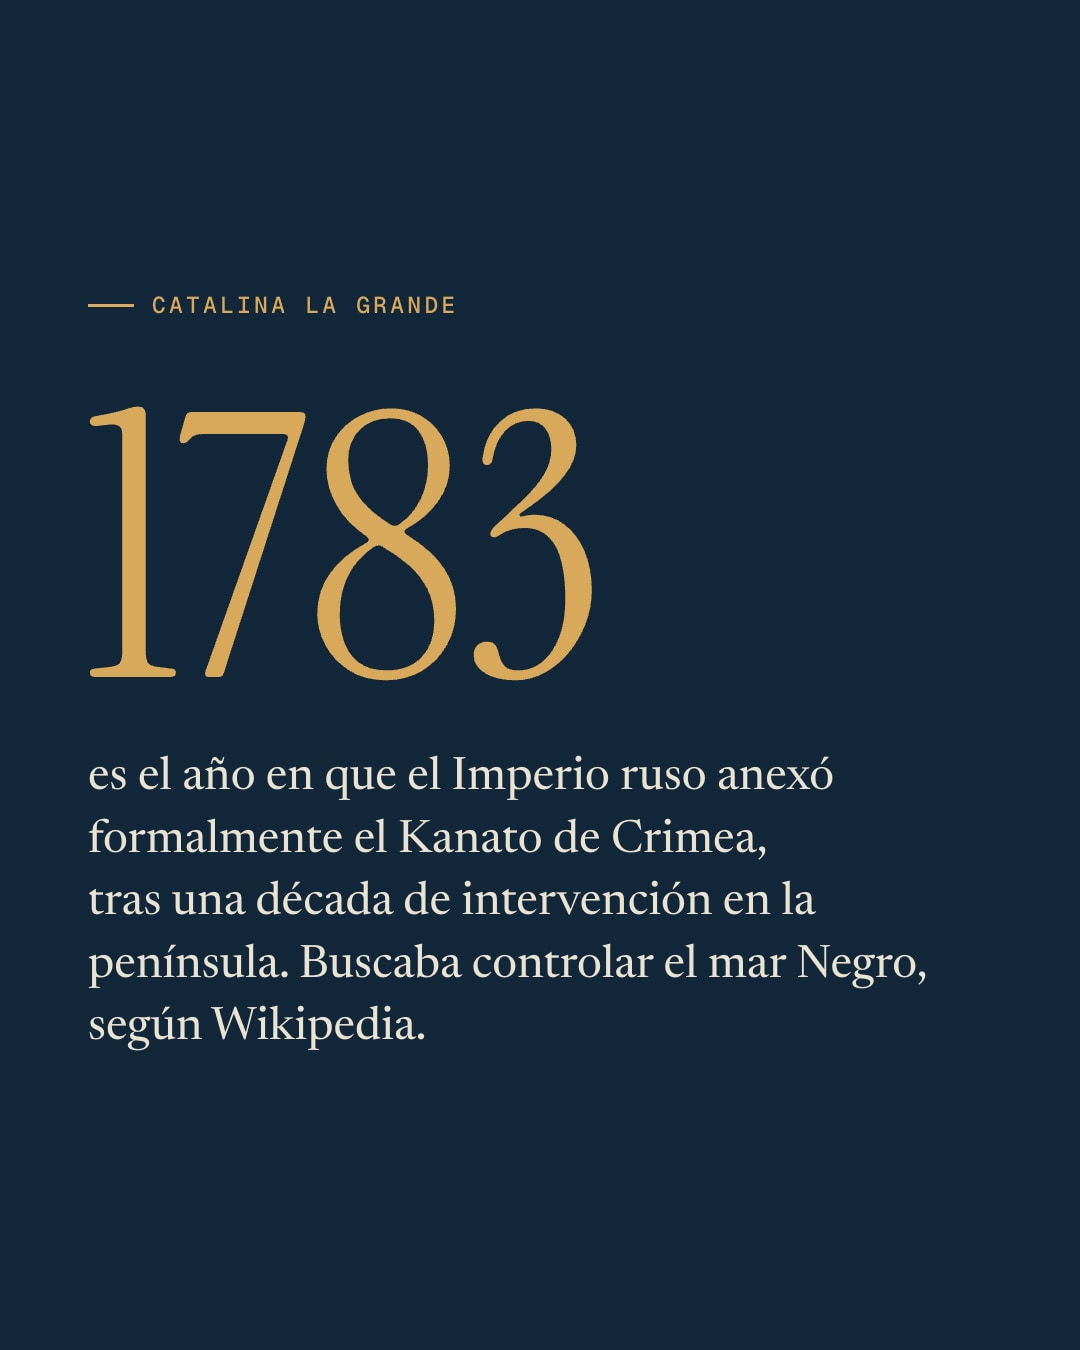 CATALINA LA GRANDE
1783
es el año en que el Imperio ruso anexó
formalmente el Kanato de Crimea,
tras una década de intervención en la
península. Buscaba controlar el mar Negro,
según Wikipedia.